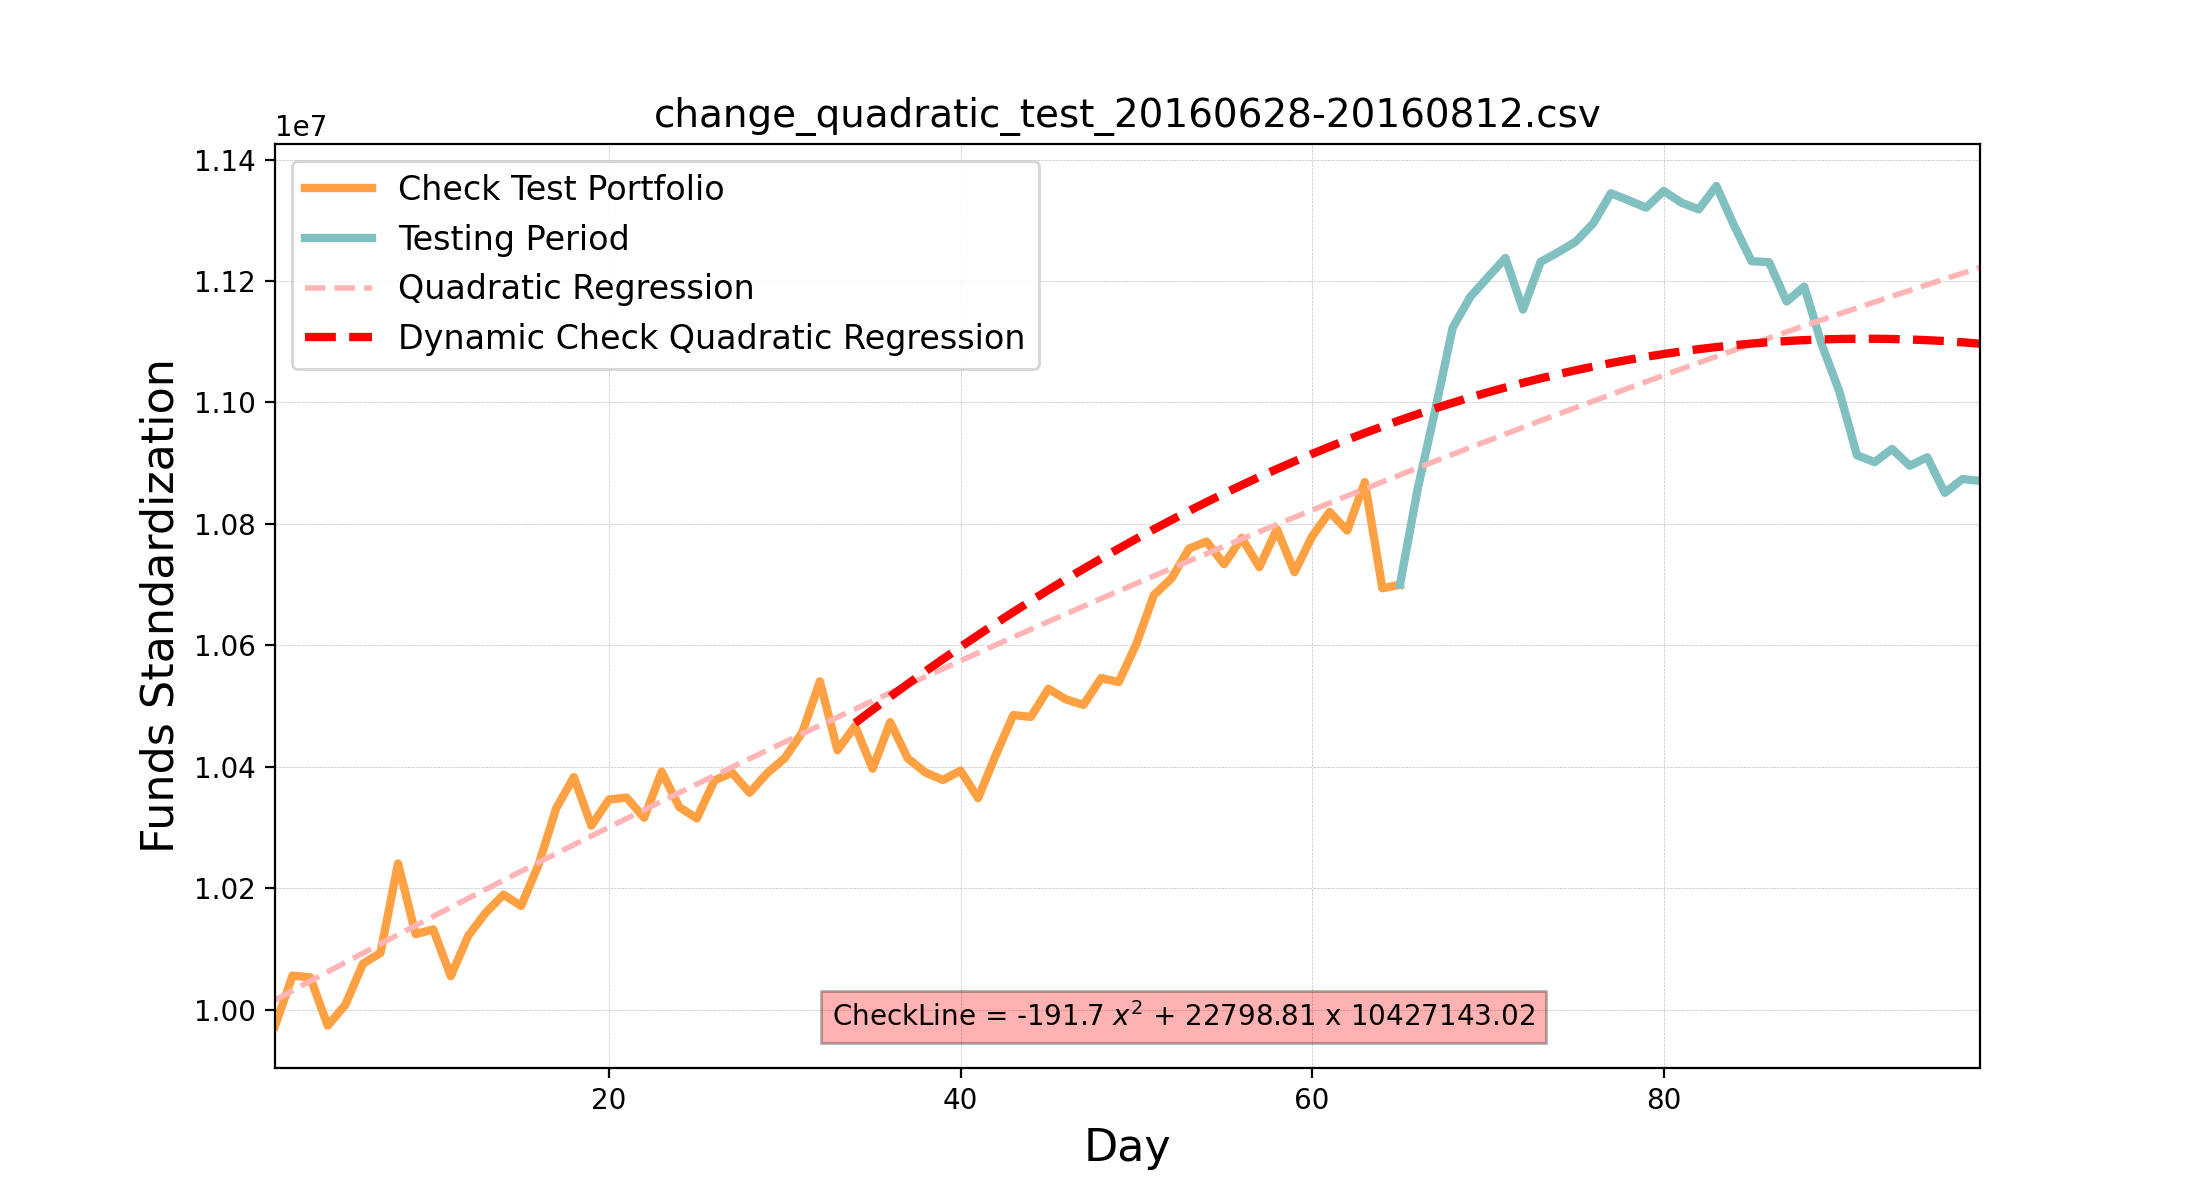 change_quadratic_test_20160628-20160812.csv
1e7
1.14
1.12
1.10
1.08
1.06
1.04
1.02
1.00
Funds Standardization
Check Test Portfolio
Testing Period
Quadratic Regression
Dynamic Check Quadratic Regression
CheckLine = -191.7 x² + 22798.81 x 10427143.02
20 40 60 80
Day